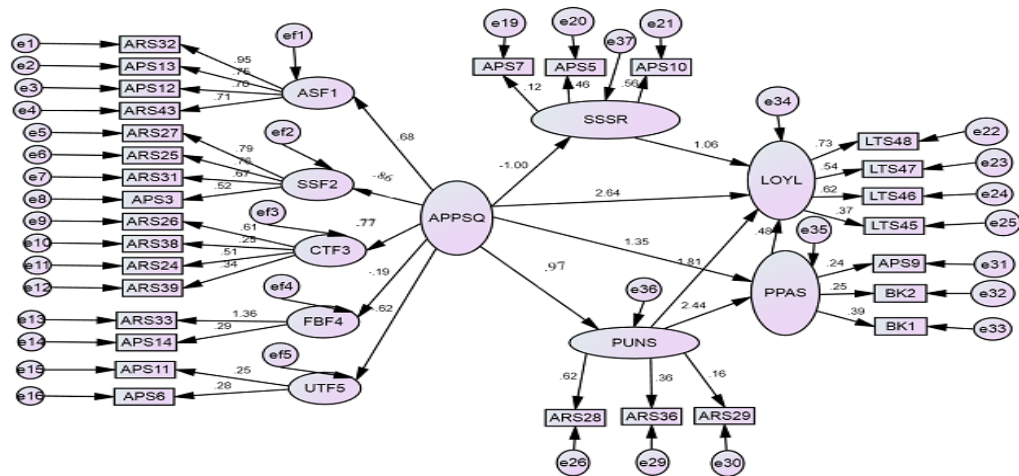 e1 ARS32 .95
e2 APS13 .75
e3 APS12 .70
e4 ARS43 .71
ef1
ASF1
e5 ARS27 .79
e6 ARS25 .76
e7 ARS31 .67
e8 APS3 .52
ef2
SSF2
e9 ARS26 .61
e10 ARS38 .25
e11 ARS24 .51
e12 ARS39 .34
ef3
CTF3
e13 ARS33 1.36
e14 APS14 .29
ef4
FBF4
e15 APS11 .25
e16 APS6 .28
ef5
UTF5
.68
-.86
-.77
-.19
-.62
APPSQ
-1.00
2.64
1.35
.97
e19 e20 e37 e21
APS7 APS5 APS10
.12 .46 .56
SSSR
1.06
e34
LOYL
.73 LTS48 e22
.54 LTS47 e23
.62 LTS46 e24
.37 LTS45 e25
.48
e35
PPAS
.24 APS9 e31
.25 BK2 e32
.39 BK1 e33
1.81
2.44
e36
PUNS
.62 .36 .16
ARS28 ARS36 ARS29
e26 e29 e30